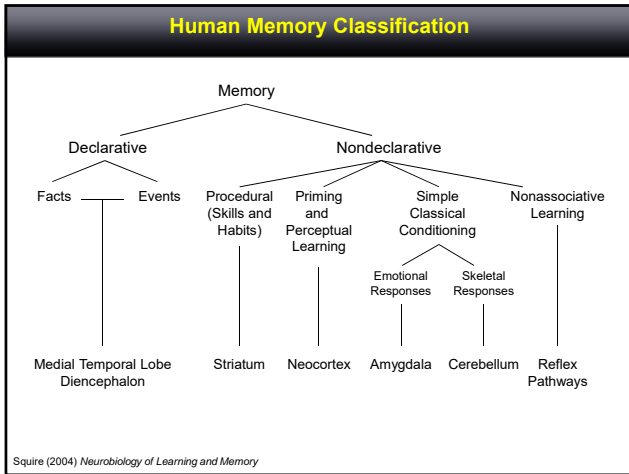 Human Memory Classification
Memory
Declarative
Nondeclarative
Facts
Events
Procedural
(Skills and
Habits)
Priming
and
Perceptual
Learning
Simple
Classical
Conditioning
Nonassociative
Learning
Emotional
Responses
Skeletal
Responses
Medial Temporal Lobe
Diencephalon
Striatum
Neocortex
Amygdala
Cerebellum
Reflex
Pathways
Squire (2004) Neurobiology of Learning and Memory